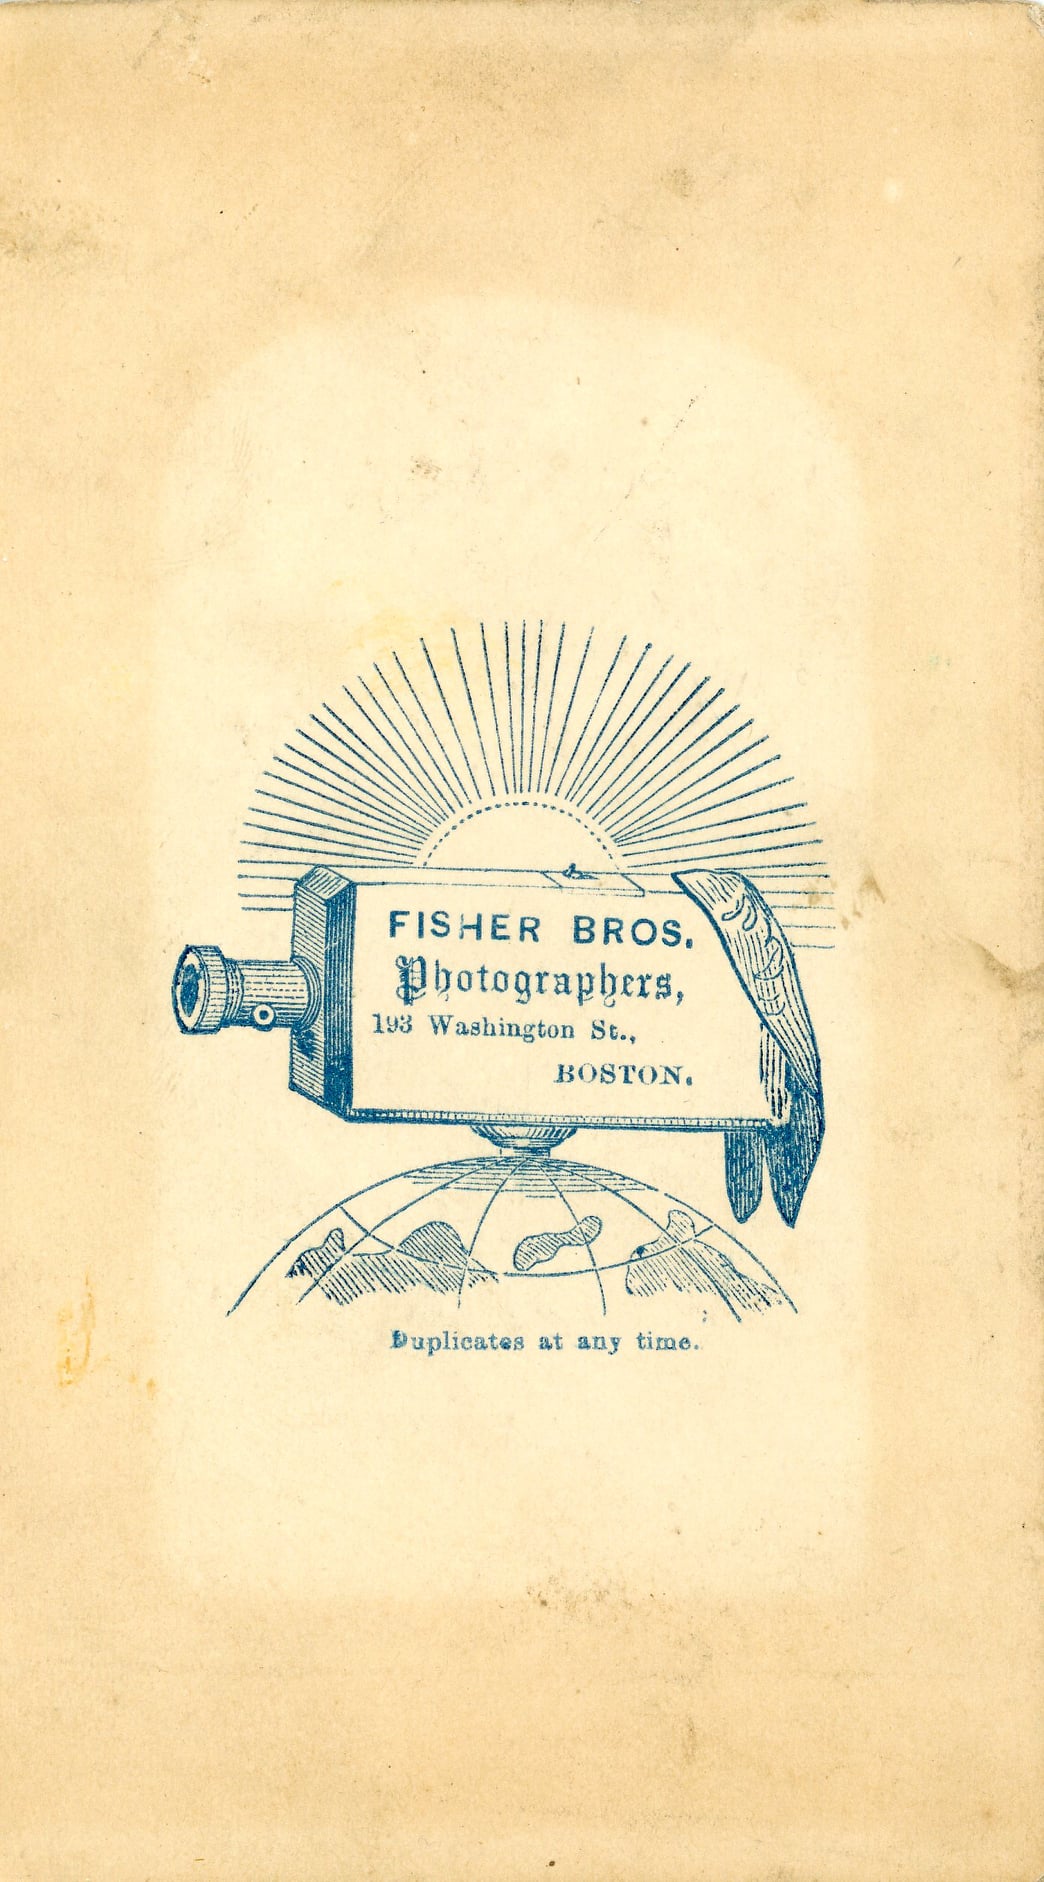 FISHER BROS.
Photographers,
193 Washington St.,
BOSTON.
Duplicates at any time.